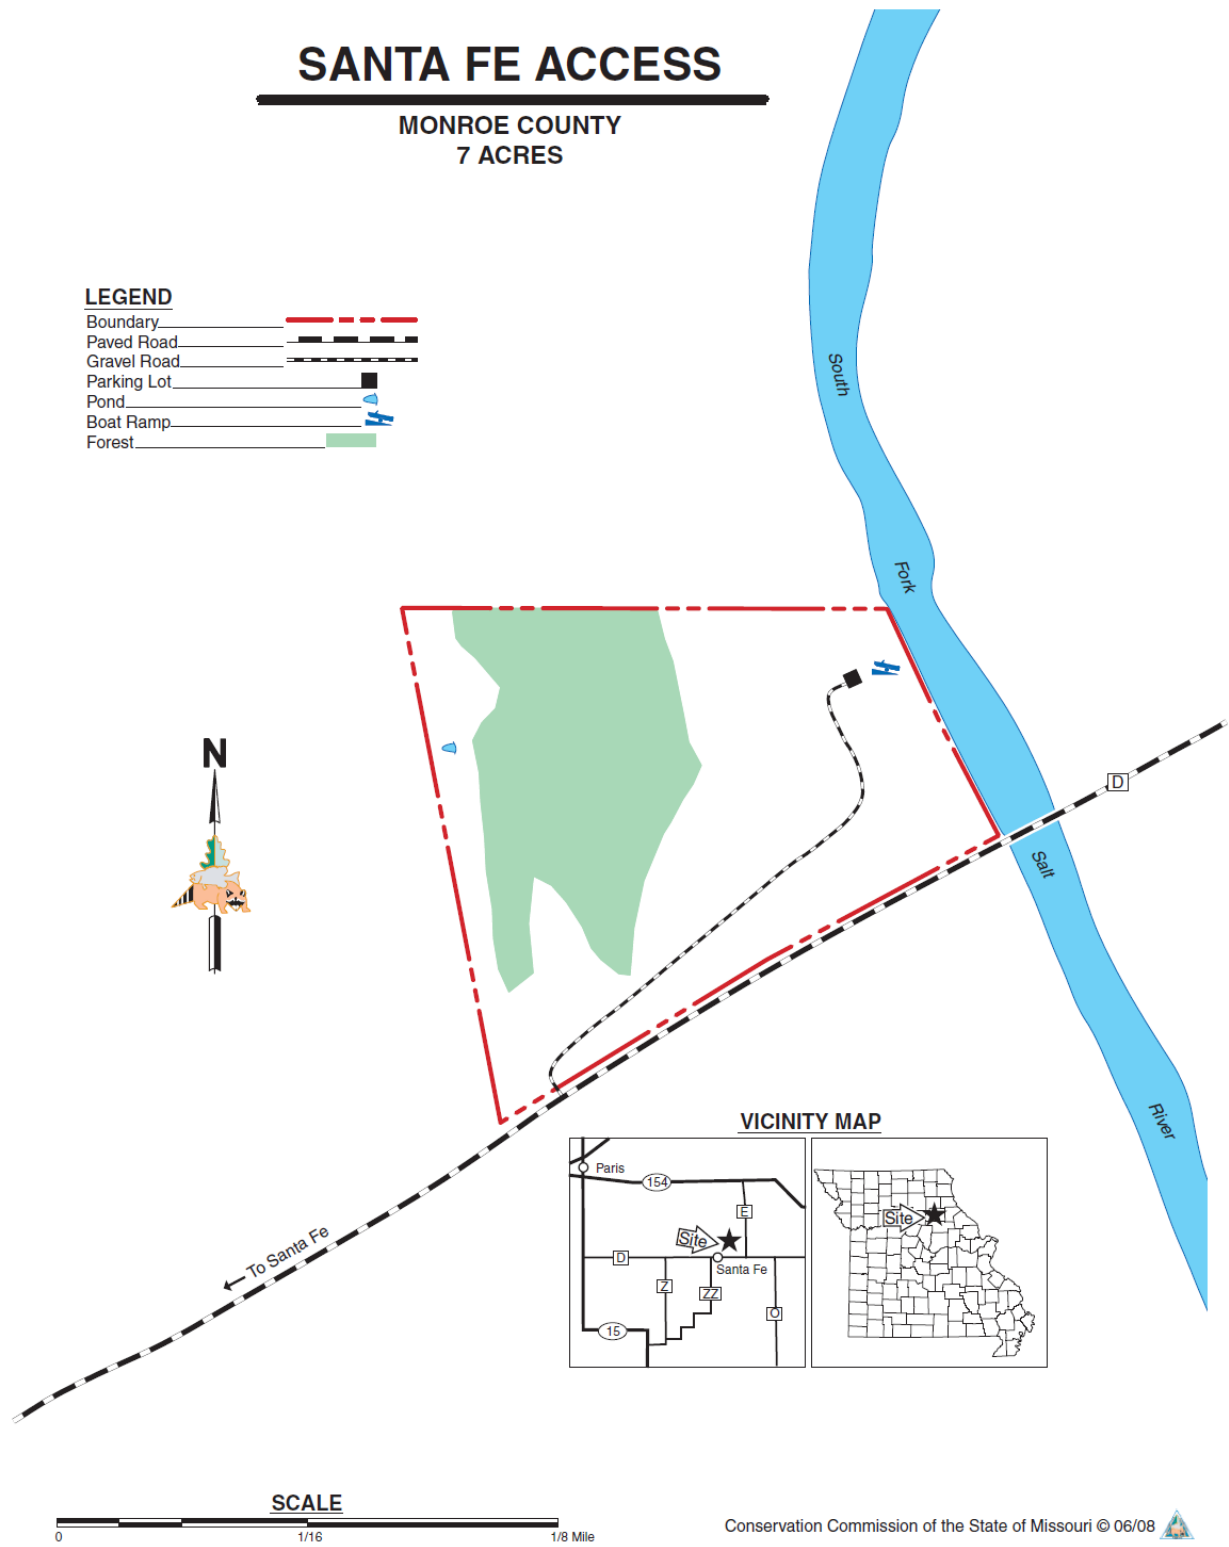 SANTA FE ACCESS
MONROE COUNTY
7 ACRES
LEGEND
Boundary
Paved Road
Gravel Road
Parking Lot
Pond
Boat Ramp
Forest
South
Fork
N
D
Salt
River
To Santa Fe
VICINITY MAP
Paris
154
E
Site
D
Santa Fe
Z
ZZ
O
15
Site
SCALE
0 1/16 1/8 Mile
Conservation Commission of the State of Missouri © 06/08